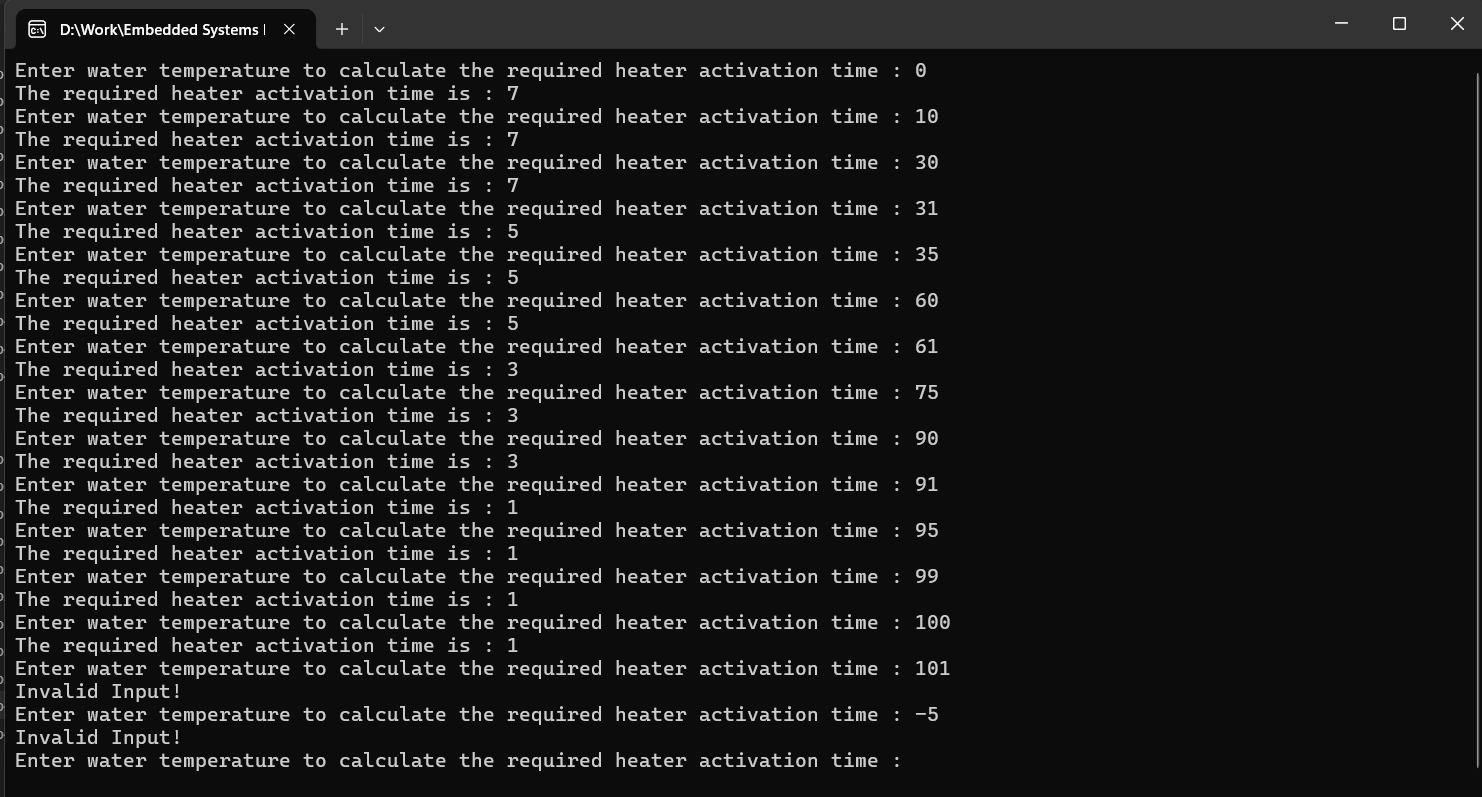 D:\Work\Embedded Systems
Enter water temperature to calculate the required heater activation time : 0
The required heater activation time is : 7
Enter water temperature to calculate the required heater activation time : 10
The required heater activation time is : 7
Enter water temperature to calculate the required heater activation time : 30
The required heater activation time is : 7
Enter water temperature to calculate the required heater activation time : 31
The required heater activation time is : 5
Enter water temperature to calculate the required heater activation time : 35
The required heater activation time is : 5
Enter water temperature to calculate the required heater activation time : 60
The required heater activation time is : 5
Enter water temperature to calculate the required heater activation time : 61
The required heater activation time is : 3
Enter water temperature to calculate the required heater activation time : 75
The required heater activation time is : 3
Enter water temperature to calculate the required heater activation time : 90
The required heater activation time is : 3
Enter water temperature to calculate the required heater activation time : 91
The required heater activation time is : 1
Enter water temperature to calculate the required heater activation time : 95
The required heater activation time is : 1
Enter water temperature to calculate the required heater activation time : 99
The required heater activation time is : 1
Enter water temperature to calculate the required heater activation time : 100
The required heater activation time is : 1
Enter water temperature to calculate the required heater activation time : 101
Invalid Input!
Enter water temperature to calculate the required heater activation time : -5
Invalid Input!
Enter water temperature to calculate the required heater activation time :